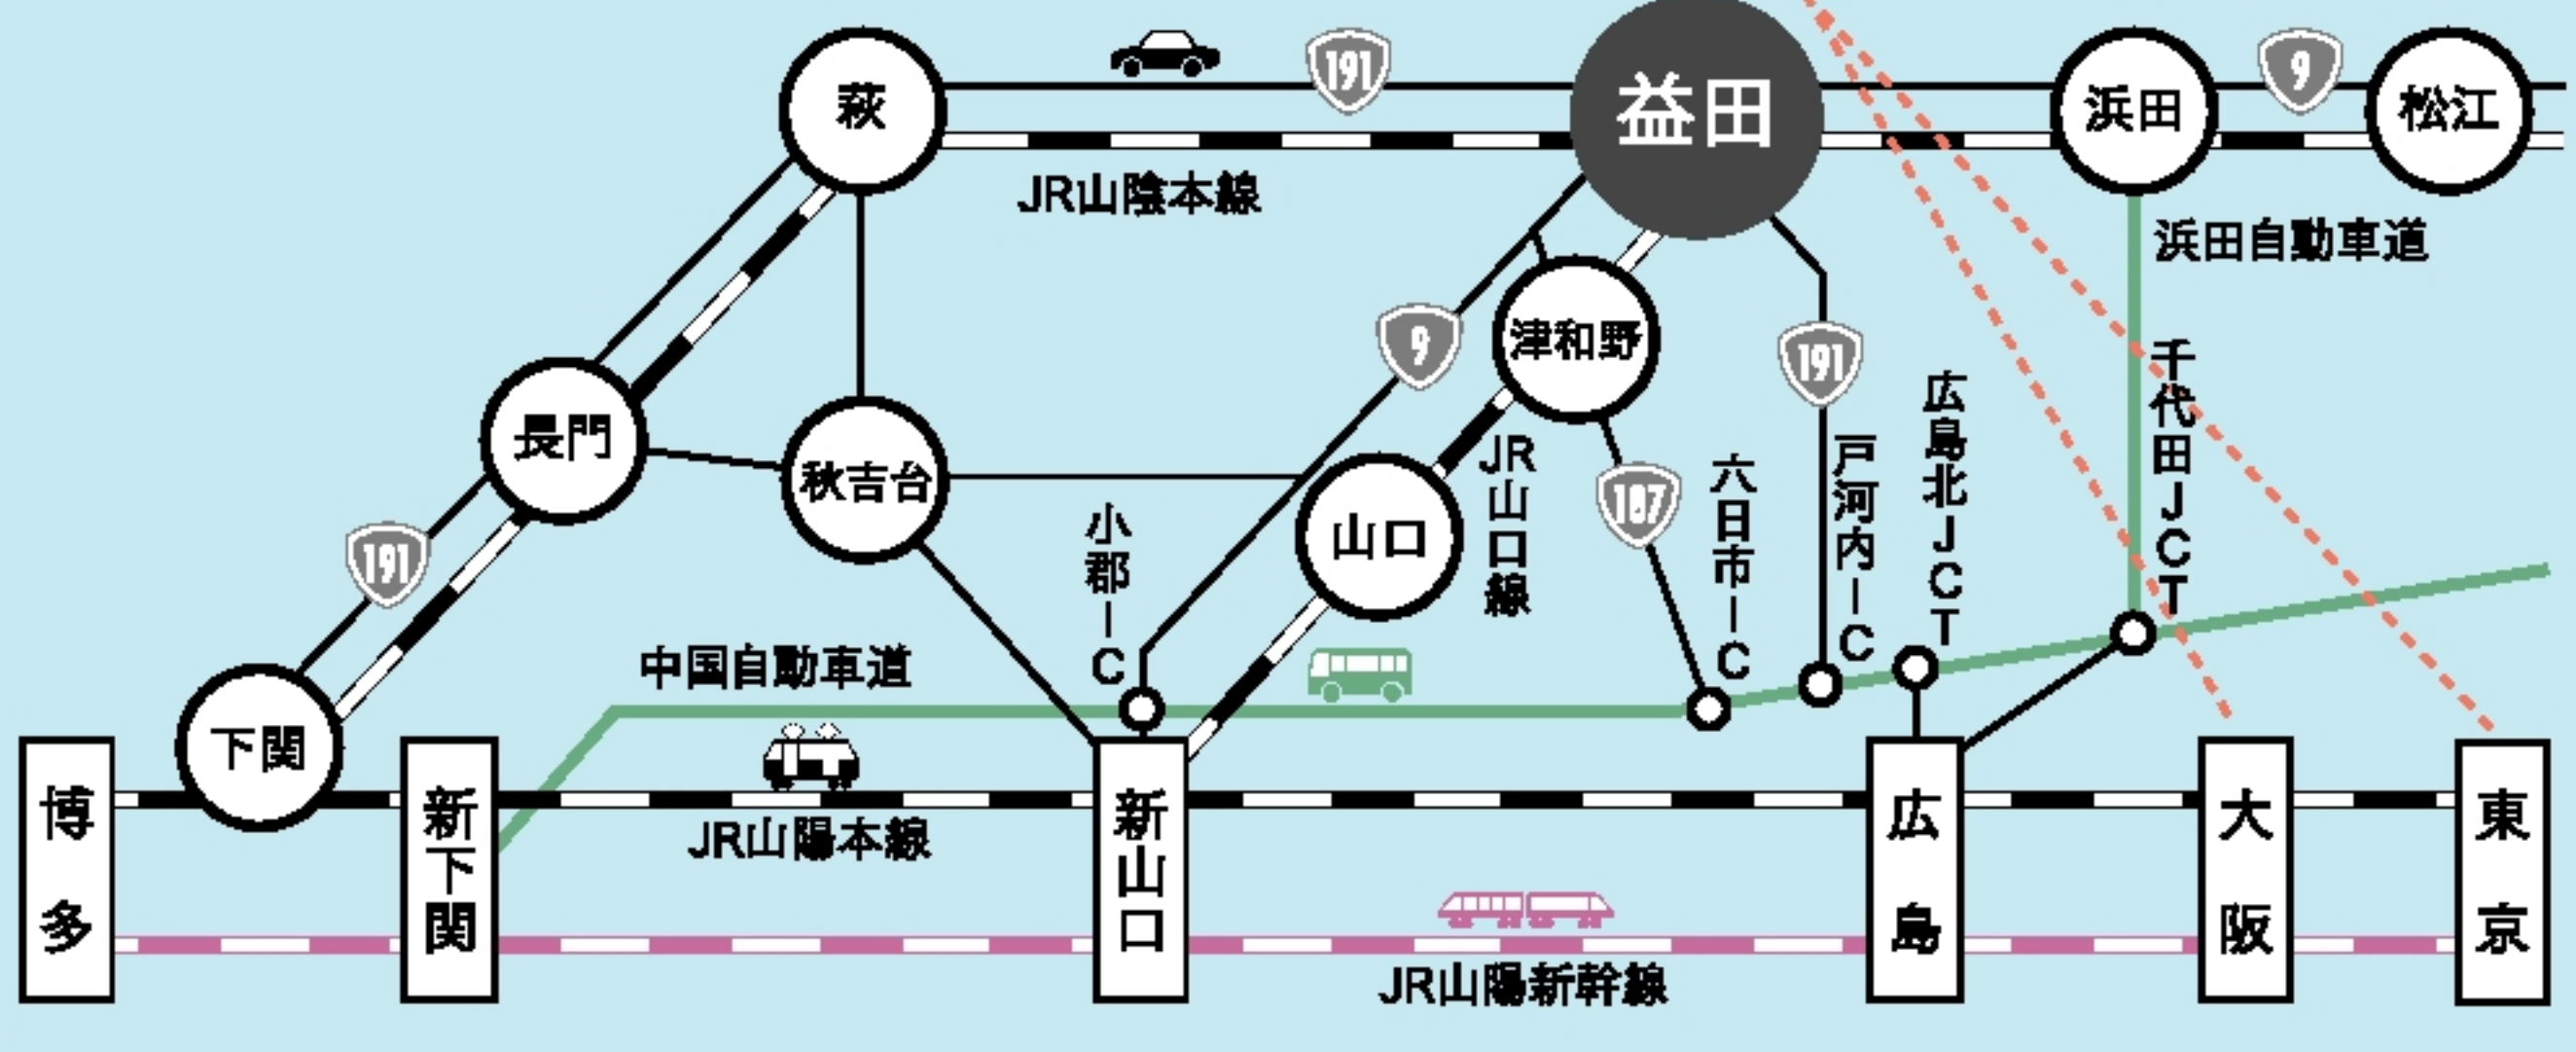 萩
191
益田
浜田
9
松江
JR山陰本線
浜田自動車道
長門
秋吉台
9
津和野
191
千代田JCT
広島北JCT
戸河内IC
六日市IC
187
JR山口線
山口
小郡IC
191
中国自動車道
下関
博多
新下関
JR山陽本線
新山口
広島
大阪
東京
JR山陽新幹線